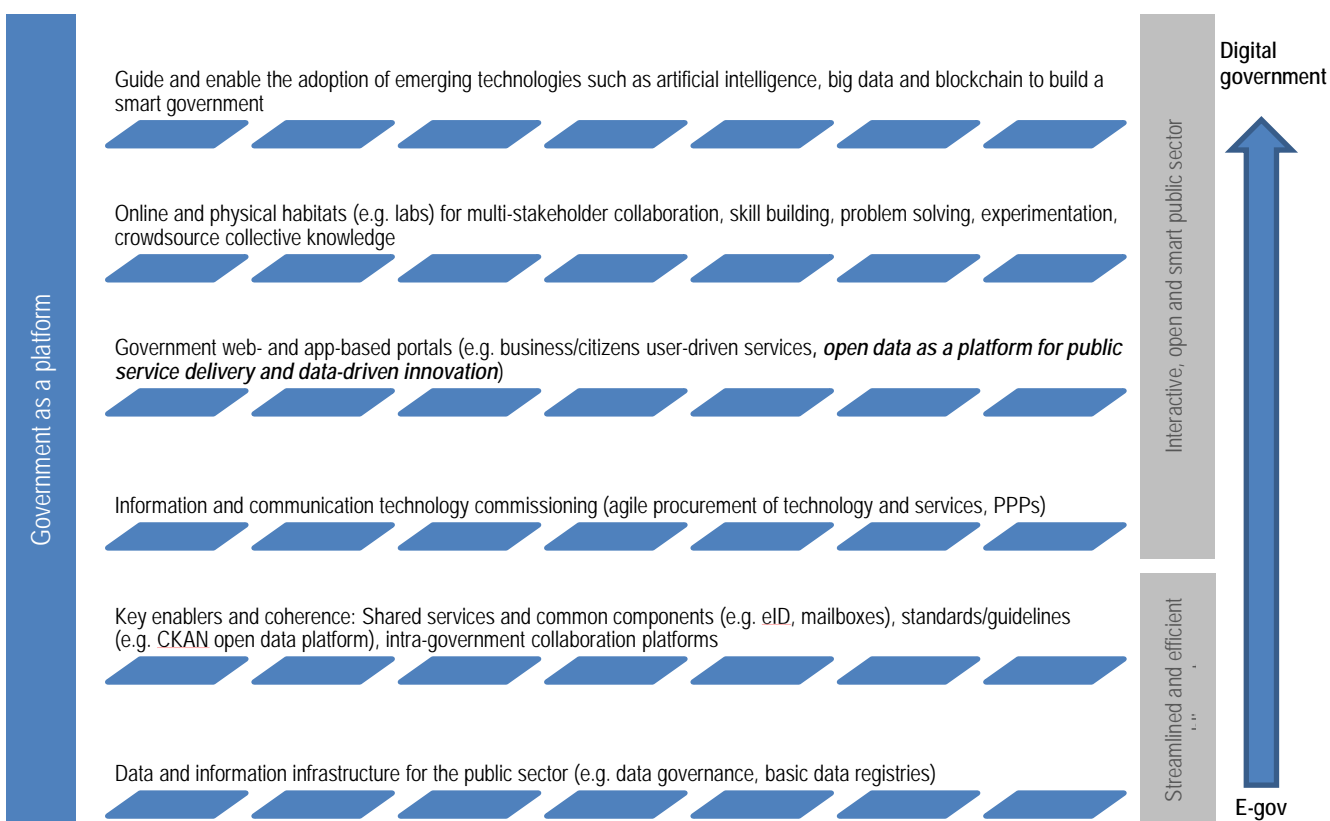 Government as a platform
Guide and enable the adoption of emerging technologies such as artificial intelligence, big data and blockchain to build a
smart government
Online and physical habitats (e.g. labs) for multi-stakeholder collaboration, skill building, problem solving, experimentation,
crowdsource collective knowledge
Government web- and app-based portals (e.g. business/citizens user-driven services, open data as a platform for public
service delivery and data-driven innovation)
Information and communication technology commissioning (agile procurement of technology and services, PPPs)
Key enablers and coherence: Shared services and common components (e.g. eID, mailboxes), standards/guidelines
(e.g. CKAN open data platform), intra-government collaboration platforms
Data and information infrastructure for the public sector (e.g. data governance, basic data registries)
Interactive, open and smart public sector
Streamlined and efficient
Digital
government
E-gov